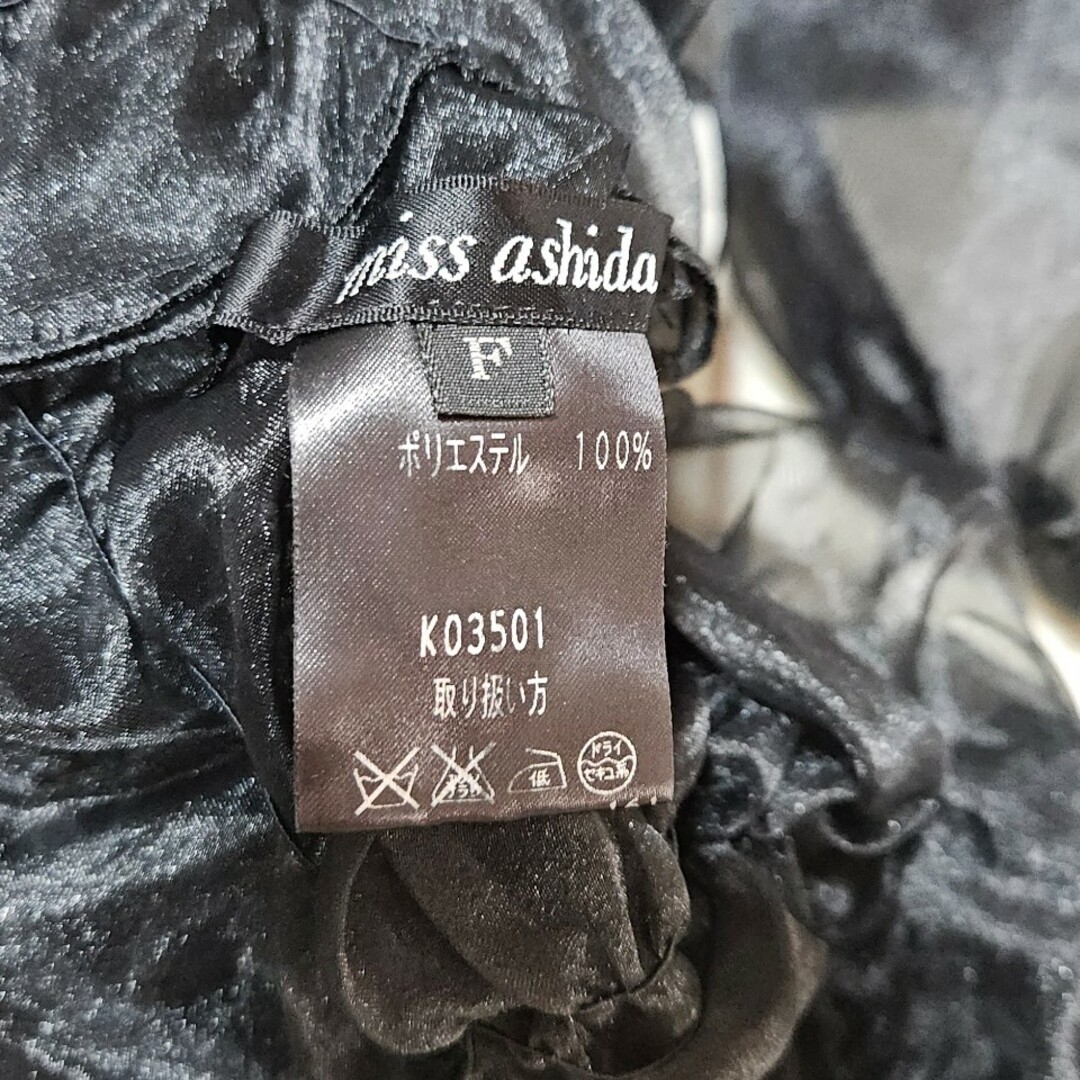 miss ashida
F
ポリエステル 100%
K03501
取り扱い方
低
ドライ
セキユ系